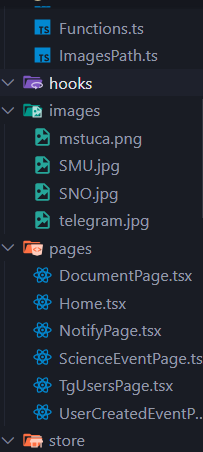 Functions.ts
ImagesPath.ts
hooks
images
mstuca.png
SMU.jpg
SNO.jpg
telegram.jpg
pages
DocumentPage.tsx
Home.tsx
NotifyPage.tsx
ScienceEventPage.ts
TgUsersPage.tsx
UserCreatedEventP...
store